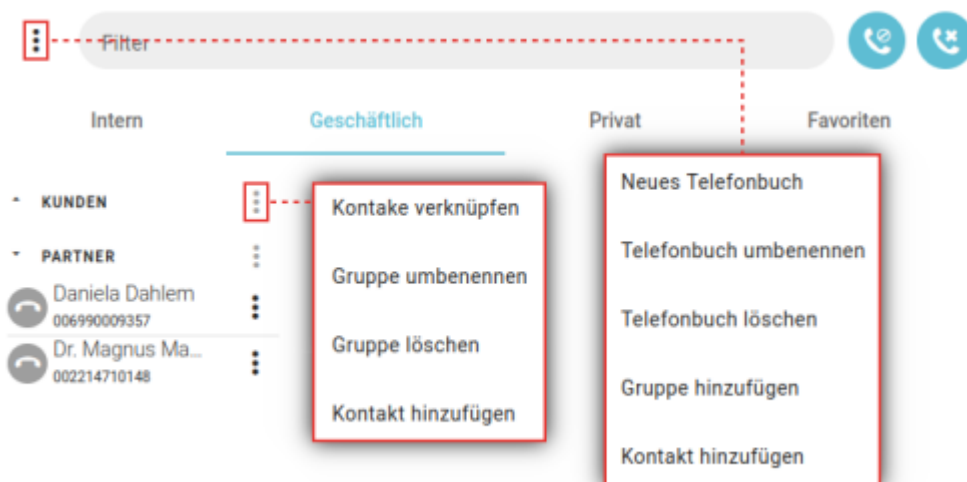 Filter
Intern
Geschäftlich
Privat
Favoriten
KUNDEN
PARTNER
Daniela Dahlem
006990009357
Dr. Magnus Ma...
002214710148
Kontake verknüpfen
Gruppe umbenennen
Gruppe löschen
Kontakt hinzufügen
Neues Telefonbuch
Telefonbuch umbenennen
Telefonbuch löschen
Gruppe hinzufügen
Kontakt hinzufügen